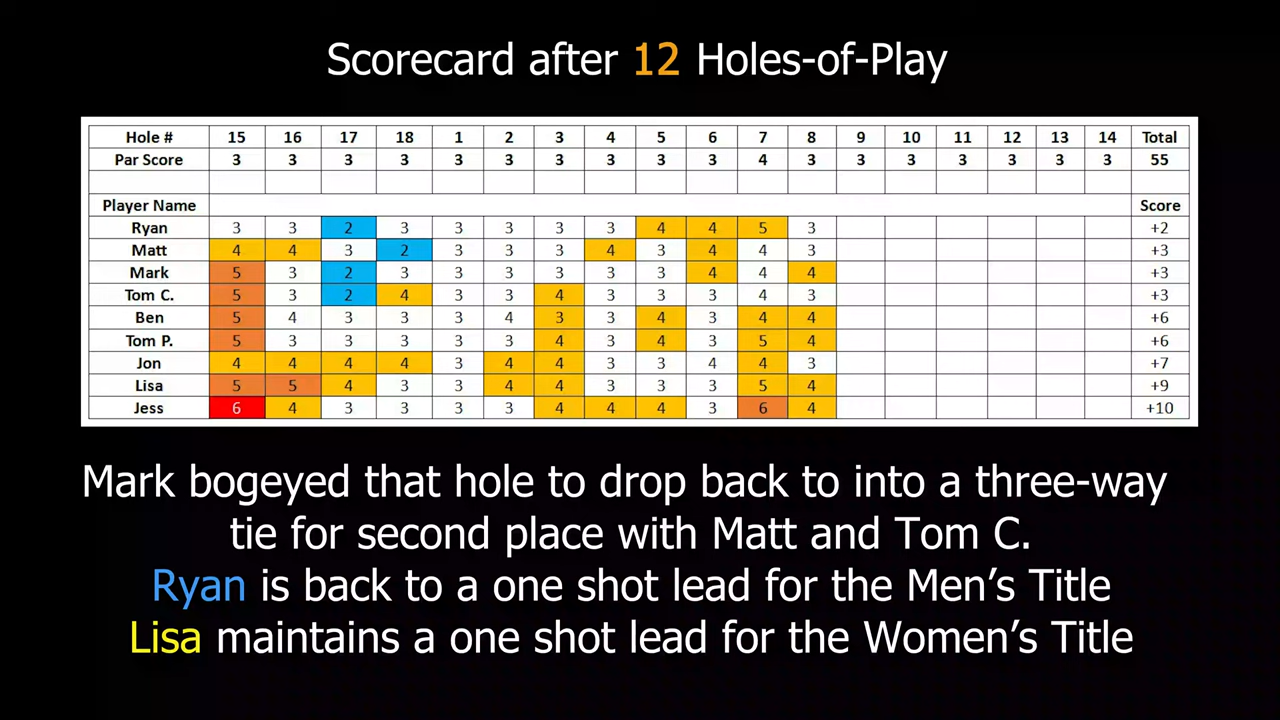 Scorecard after 12 Holes-of-Play
Hole # 15 16 17 18 1 2 3 4 5 6 7 8 9 10 11 12 13 14 Total
Par Score 3 3 3 3 3 3 3 3 3 3 4 3 3 3 3 3 3 3 55
Player Name Score
Ryan 3 3 2 3 3 3 3 3 4 4 5 3 +2
Matt 4 4 3 2 3 3 3 4 3 4 4 3 +3
Mark 5 3 2 3 3 3 3 3 3 4 4 4 +3
Tom C. 5 3 2 4 3 3 4 3 3 3 4 3 +3
Ben 5 4 3 3 3 4 3 3 4 3 4 4 +6
Tom P. 5 3 3 3 3 3 4 3 4 3 5 4 +6
Jon 4 4 4 4 3 4 4 3 3 4 4 3 +7
Lisa 5 5 4 3 3 4 4 3 3 3 5 4 +9
Jess 6 4 3 3 3 3 4 4 4 3 6 4 +10
Mark bogeyed that hole to drop back to into a three-way
tie for second place with Matt and Tom C.
Ryan is back to a one shot lead for the Men's Title
Lisa maintains a one shot lead for the Women's Title